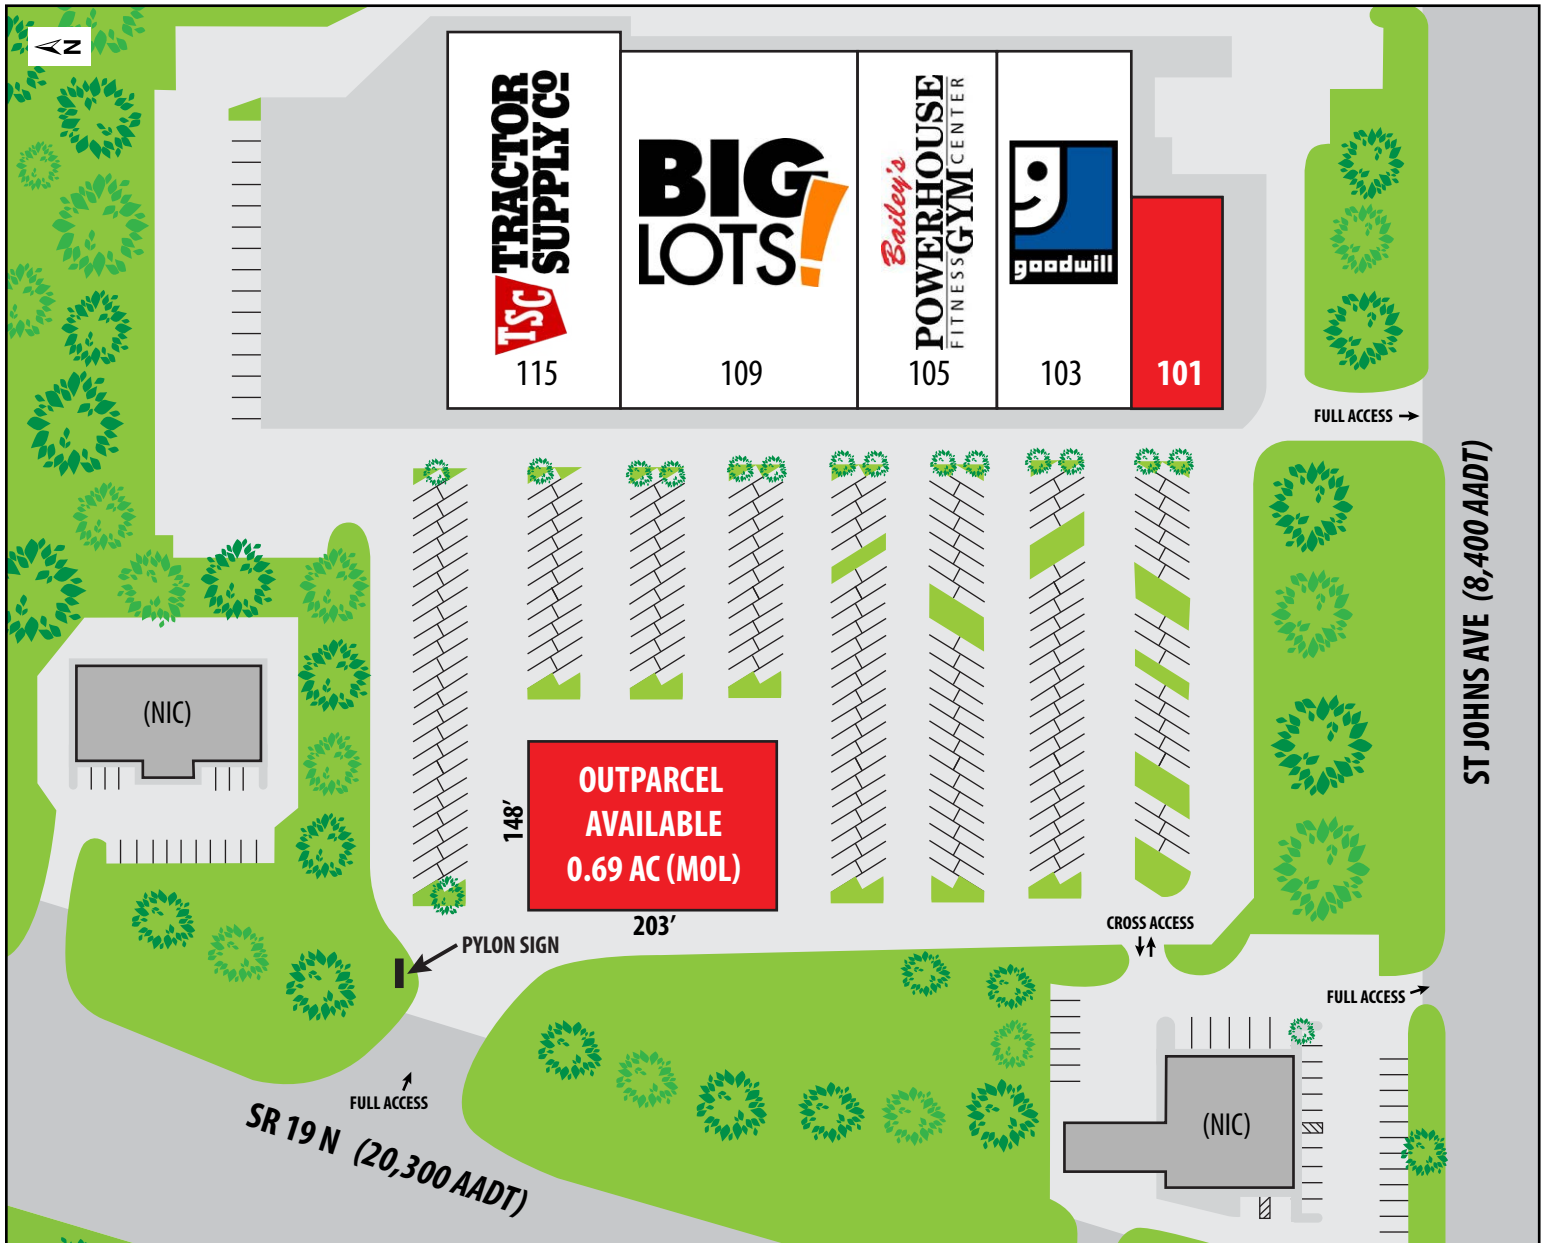 N
TSC TRACTOR
SUPPLY CO
115
BIG
LOTS!
109
Bailey's
POWERHOUSE
FITNESS GYM CENTER
105
goodwill
103
101
FULL ACCESS
ST JOHNS AVE (8,400 AADT)
(NIC)
OUTPARCEL
AVAILABLE
0.69 AC (MOL)
148'
203'
PYLON SIGN
CROSS ACCESS
FULL ACCESS
FULL ACCESS
SR 19 N (20,300 AADT)
(NIC)